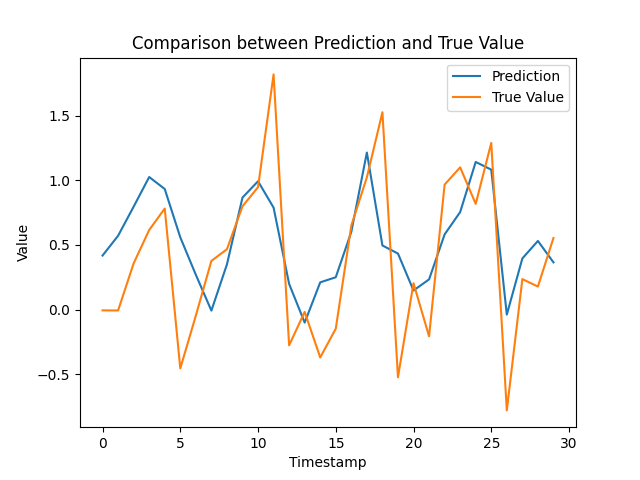 Comparison between Prediction and True Value
Prediction
True Value
1.5
1.0
0.5
0.0
−0.5
Value
0 5 10 15 20 25 30
Timestamp